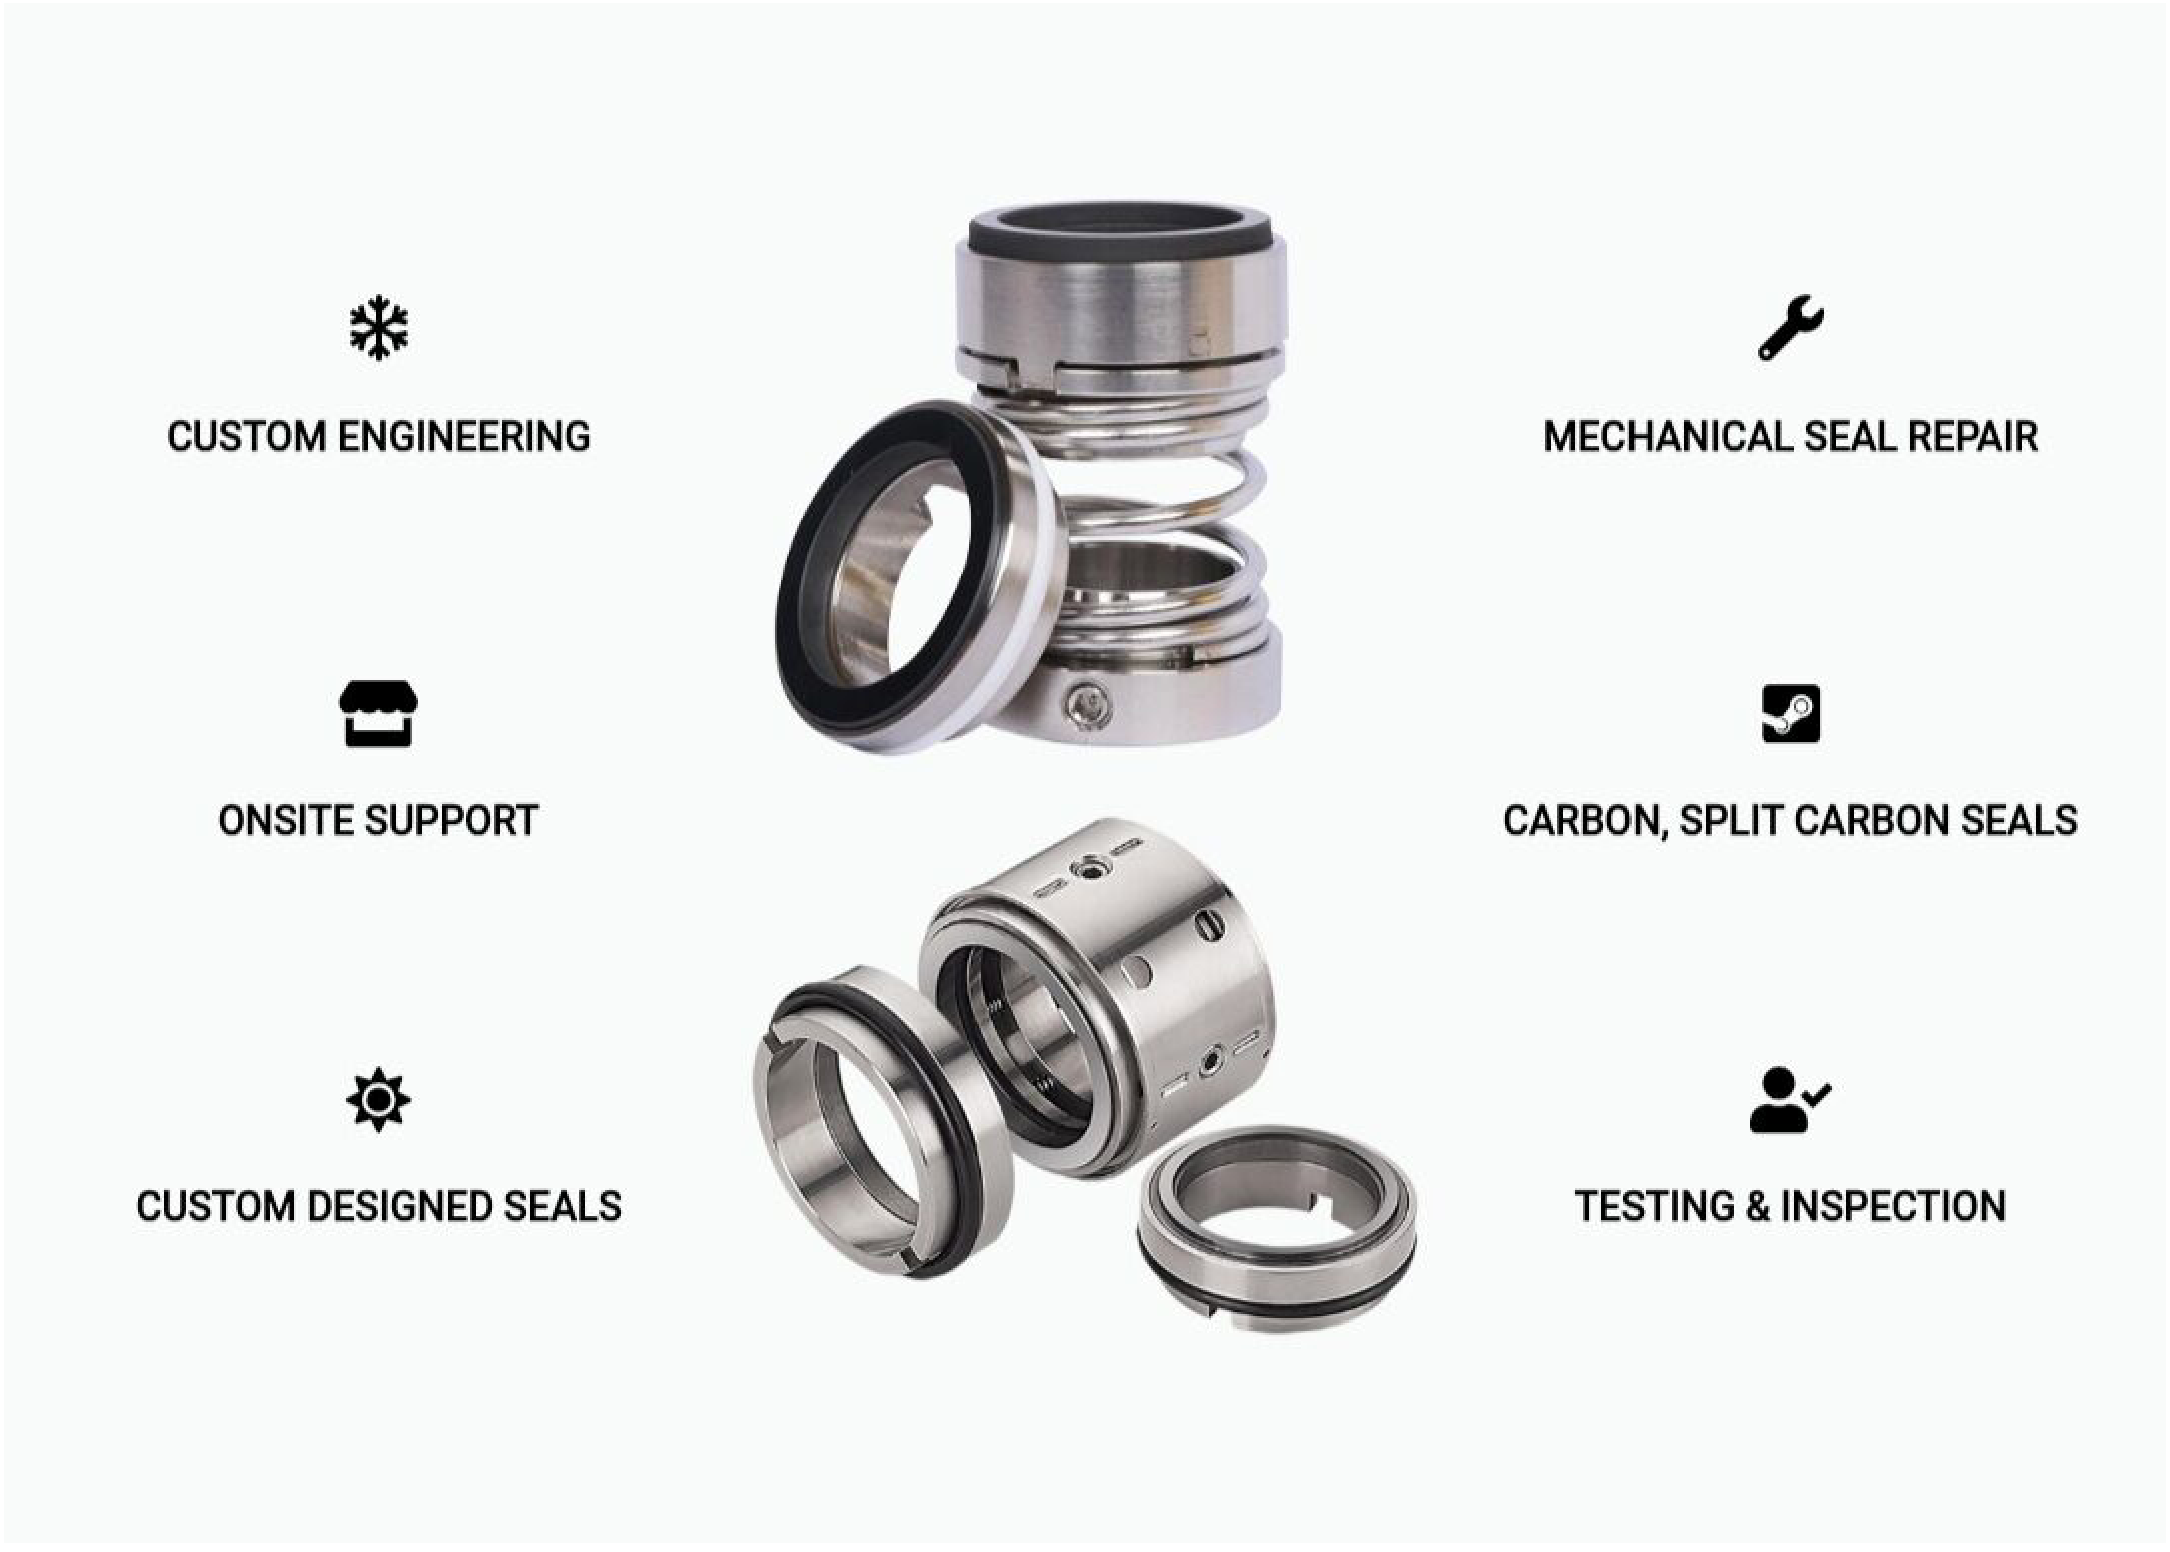 CUSTOM ENGINEERING
MECHANICAL SEAL REPAIR
ONSITE SUPPORT
CARBON, SPLIT CARBON SEALS
CUSTOM DESIGNED SEALS
TESTING & INSPECTION